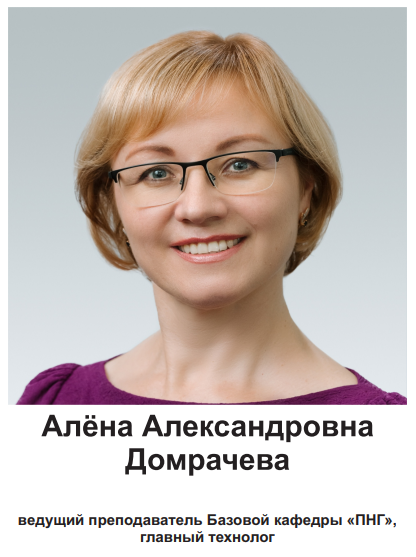 Алёна Александровна
Домрачева
ведущий преподаватель Базовой кафедры «ПНГ»,
главный технолог